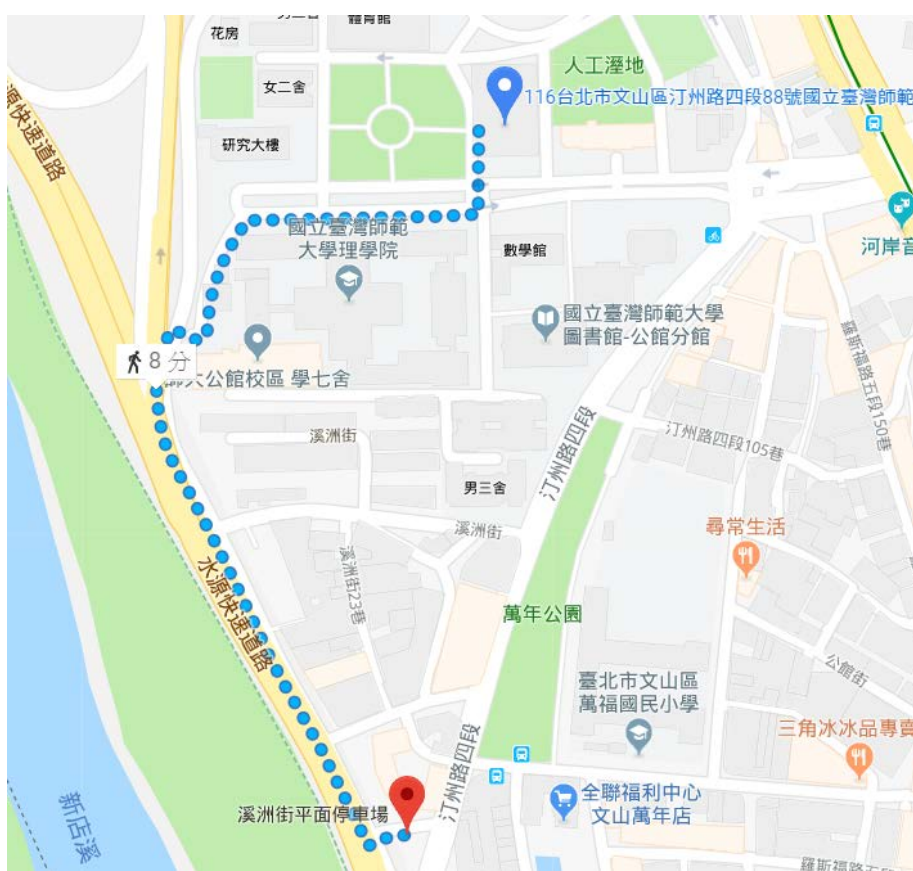 花房
體育館
女二舍
人工溼地
116台北市文山區汀州路四段88號國立臺灣師範
源快速道路
研究大樓
國立臺灣師範
大學理學院
數學館
河岸音
國立臺灣師範大學
圖書館-公館分館
8 分
師大公館校區 學七舍
羅斯福路五段150巷
汀州路四段
汀州路四段105巷
溪洲街
男三舍
溪洲街
尋常生活
溪洲街23巷
水源快速道路
萬年公園
公館街
臺北市文山區
萬福國民小學
三角冰冰品專賣
汀州路四段
新店溪
溪洲街平面停車場
全聯福利中心
文山萬年店